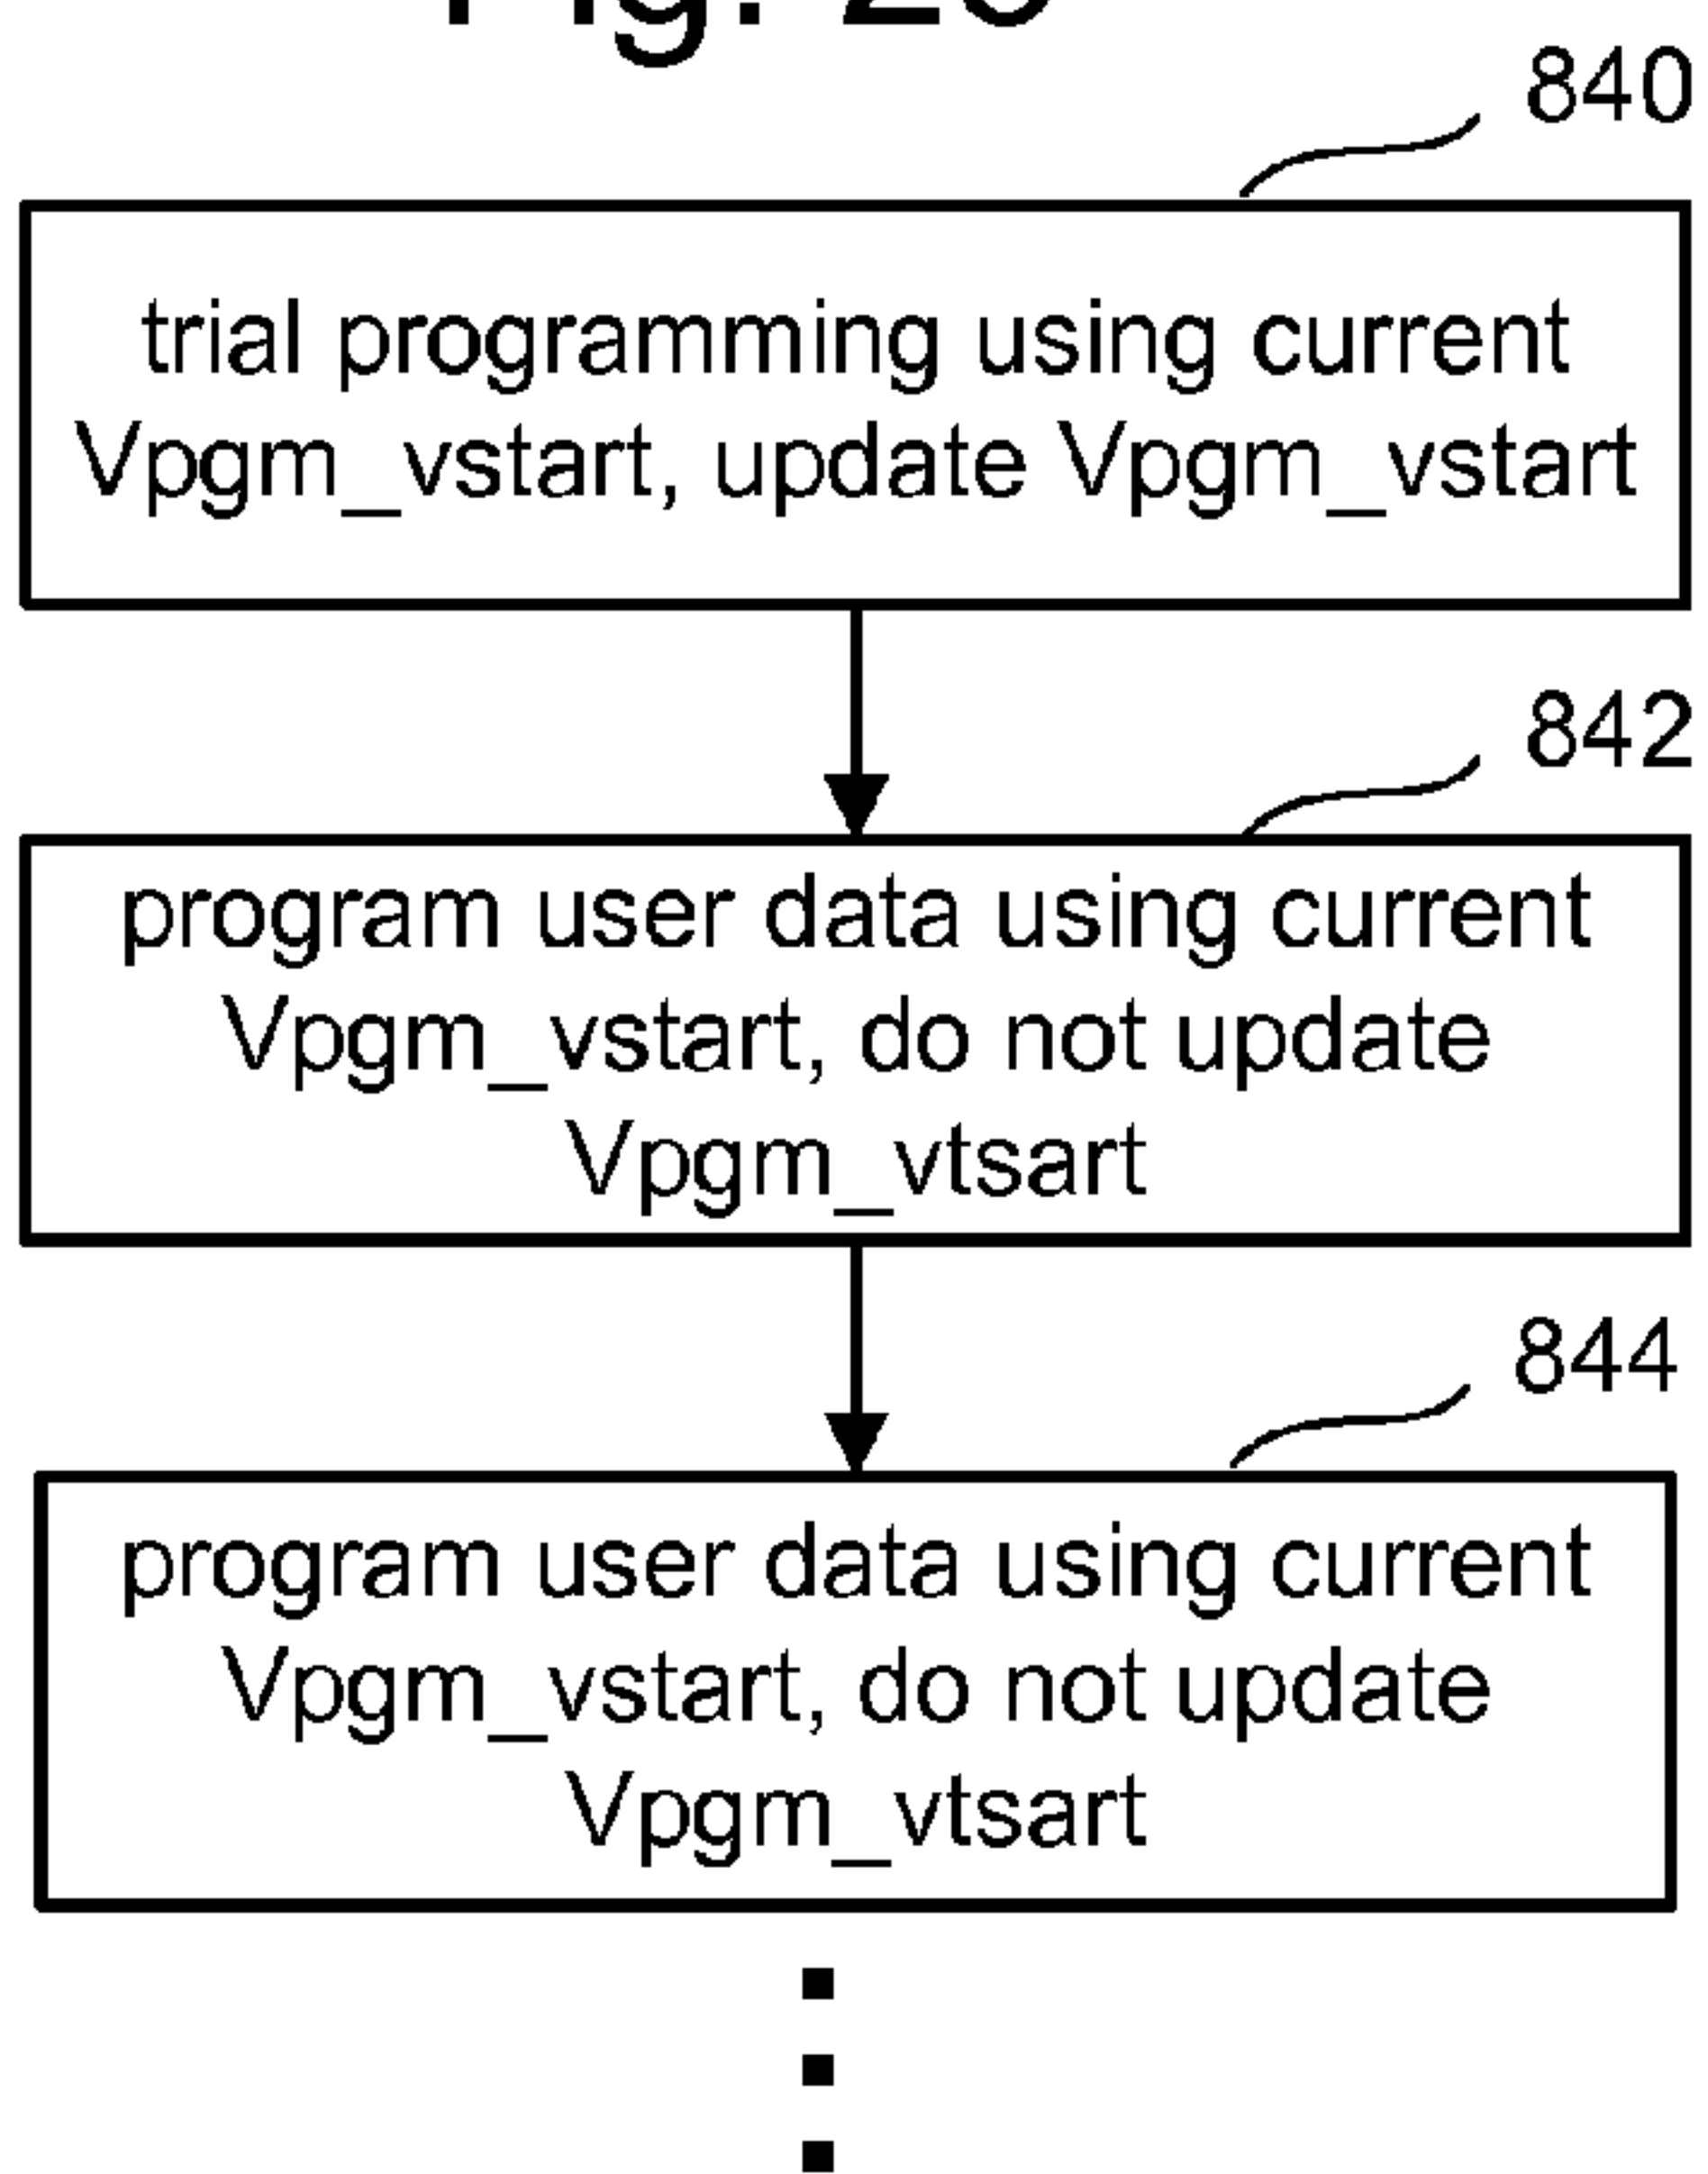 840
trial programming using current
Vpgm_vstart, update Vpgm_vstart
842
program user data using current
Vpgm_vstart, do not update
Vpgm_vtsart
844
program user data using current
Vpgm_vstart, do not update
Vpgm_vtsart